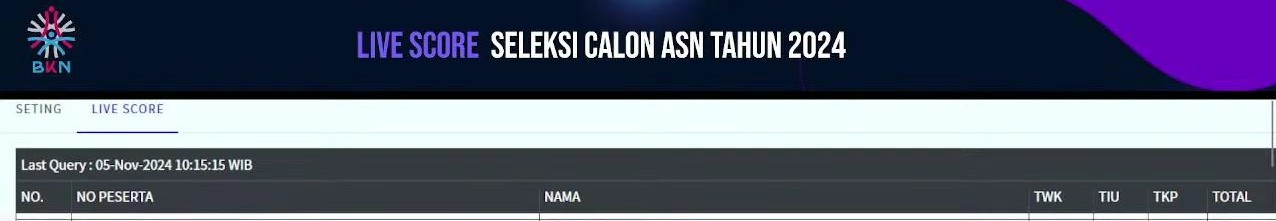 BKN
LIVE SCORE SELEKSI CALON ASN TAHUN 2024
SETING LIVE SCORE
Last Query : 05-Nov-2024 10:15:15 WIB
NO. NO PESERTA NAMA TWK TIU TKP TOTAL